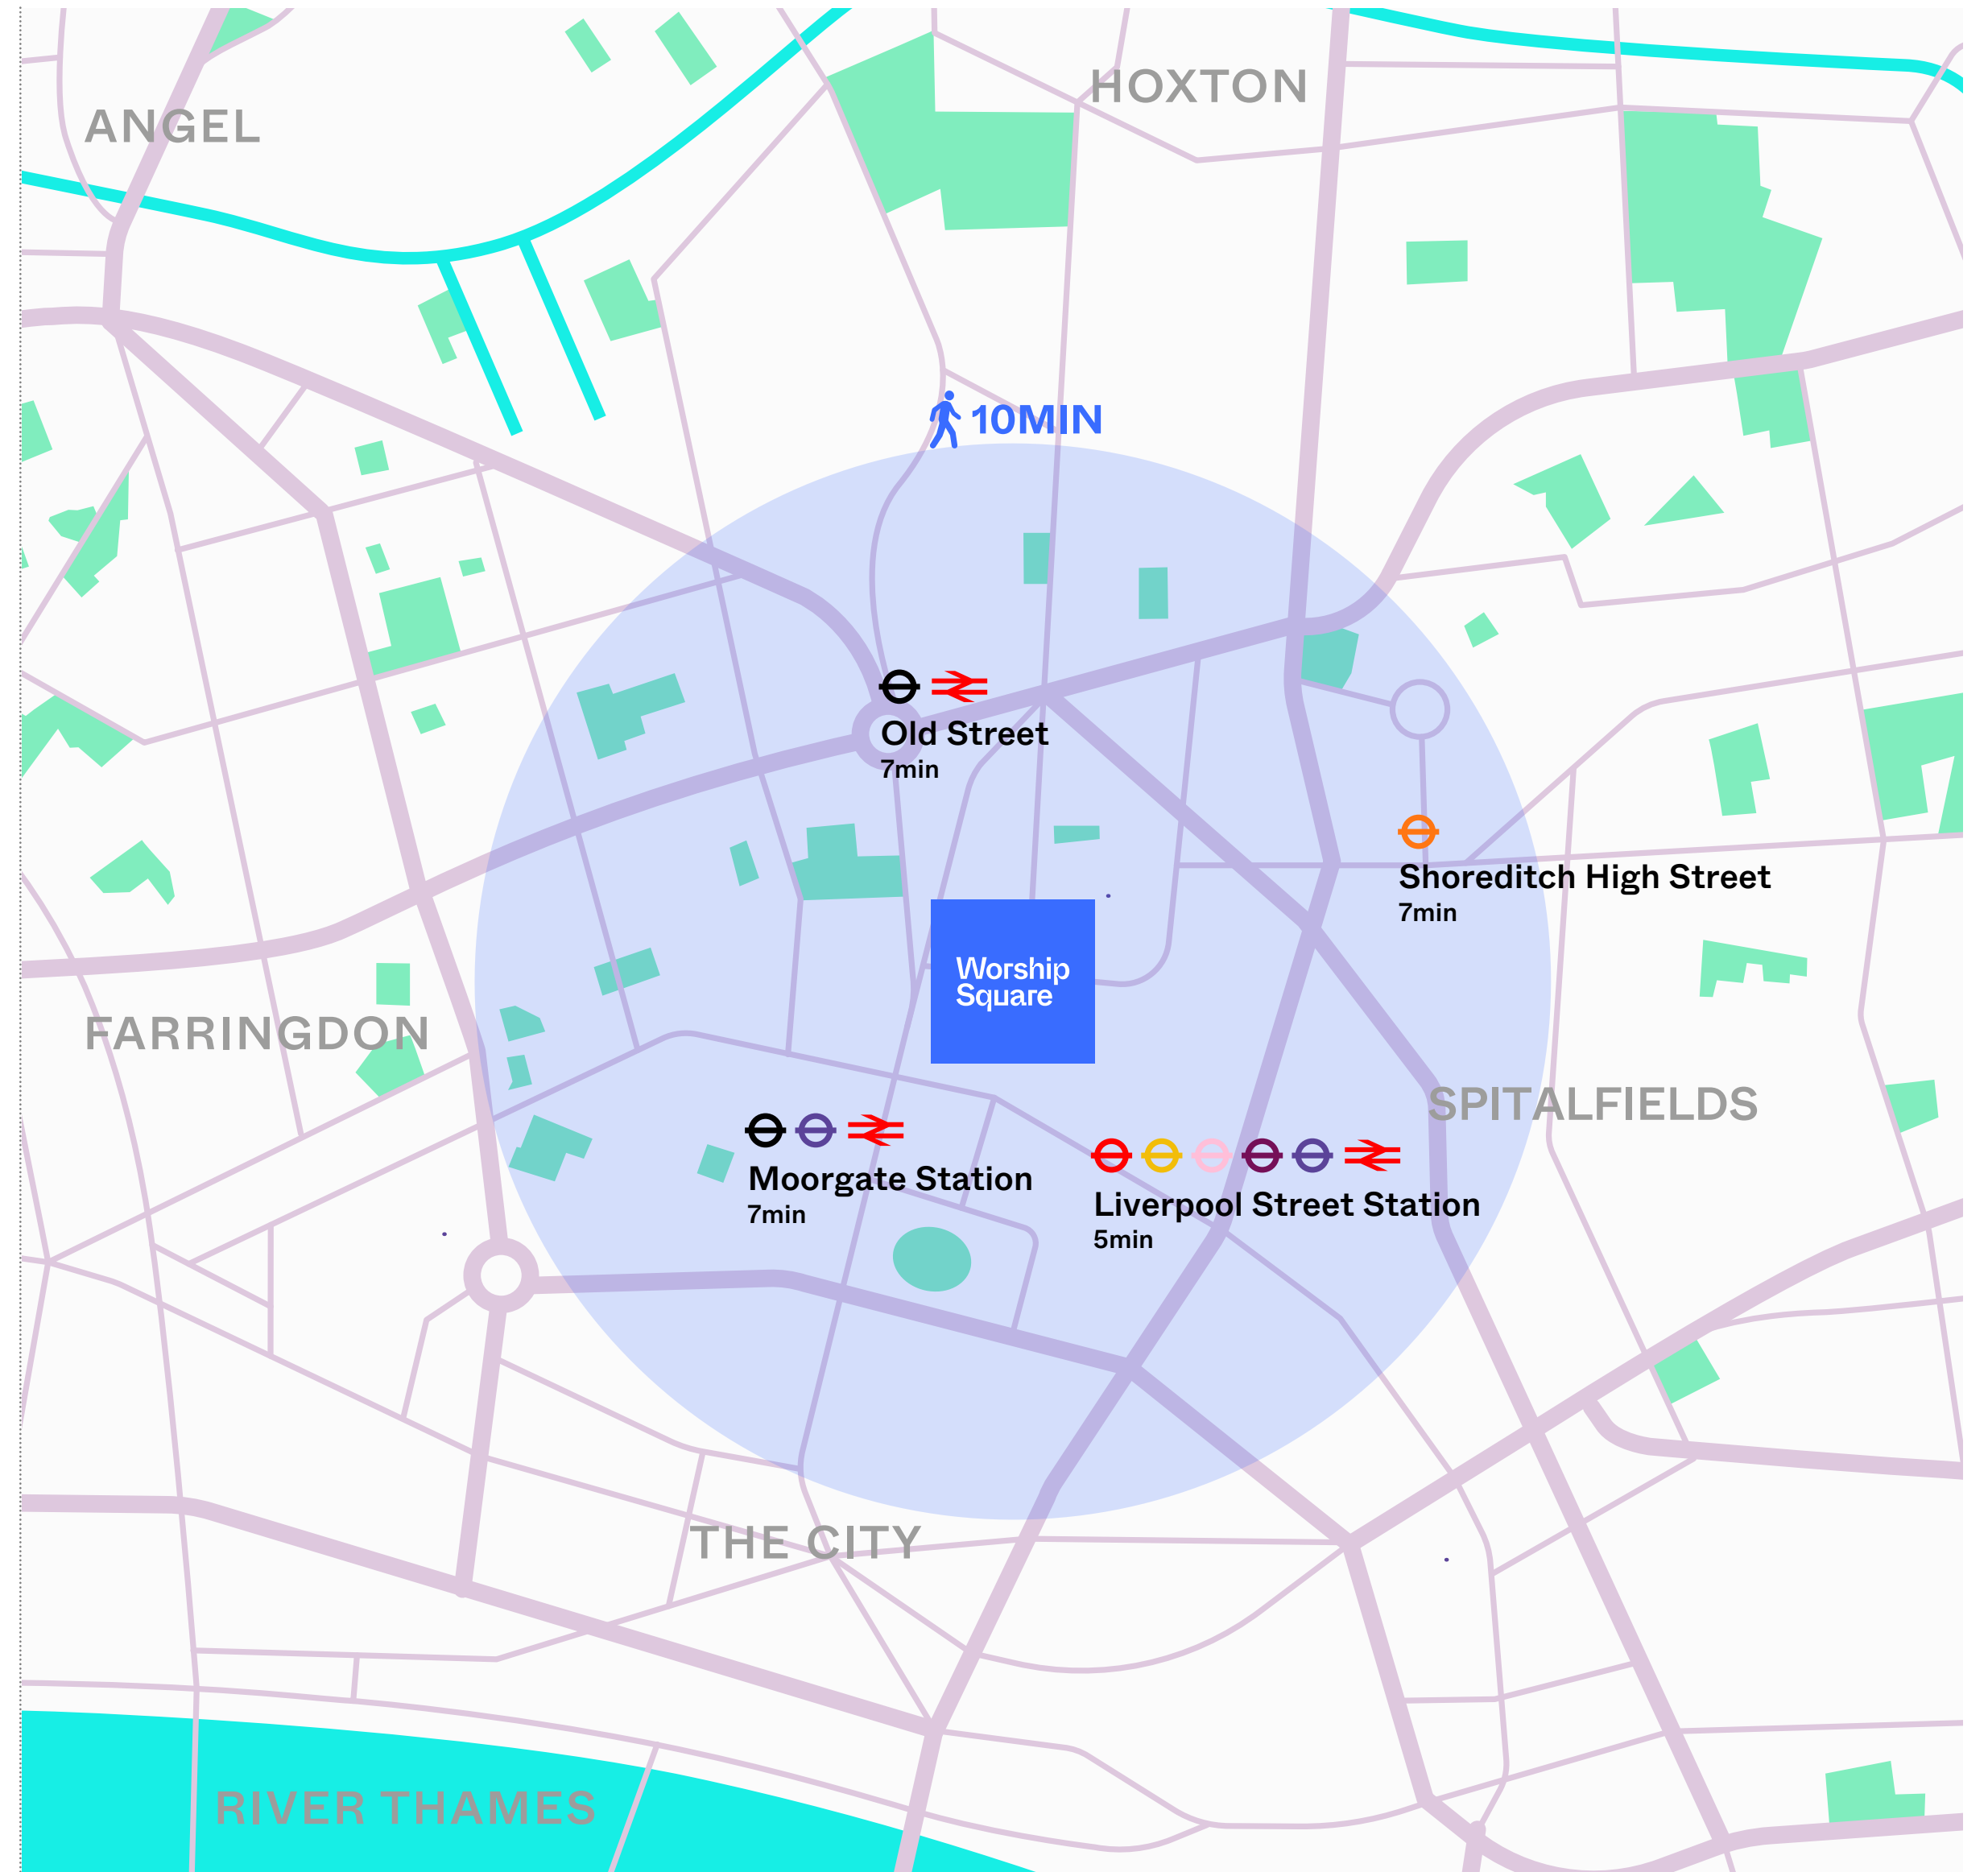 HOXTON
ANGEL
10MIN
Old Street
7min
Shoreditch High Street
7min
Worship
Square
FARRINGDON
SPITALFIELDS
Moorgate Station
7min
Liverpool Street Station
5min
THE CITY
RIVER THAMES